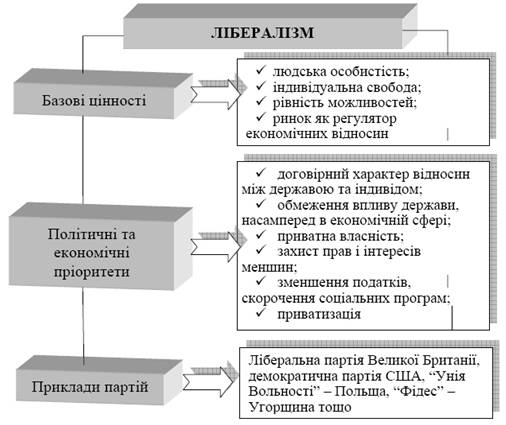 ЛІБЕРАЛІЗМ
Базові цінності
✓ людська особистість;
✓ індивідуальна свобода;
✓ рівність можливостей;
✓ ринок як регулятор
економічних відносин
Політичні та
економічні
пріоритети
✓ договірний характер відносин
між державою та індивідом;
✓ обмеження впливу держави,
насамперед в економічній сфері;
✓ приватна власність;
✓ захист прав і інтересів
меншин;
✓ зменшення податків,
скорочення соціальних програм;
✓ приватизація
Приклади партій
Ліберальна партія Великої Британії,
демократична партія США, “Унія
Вольності” – Польща, “Фідес” –
Угорщина тощо